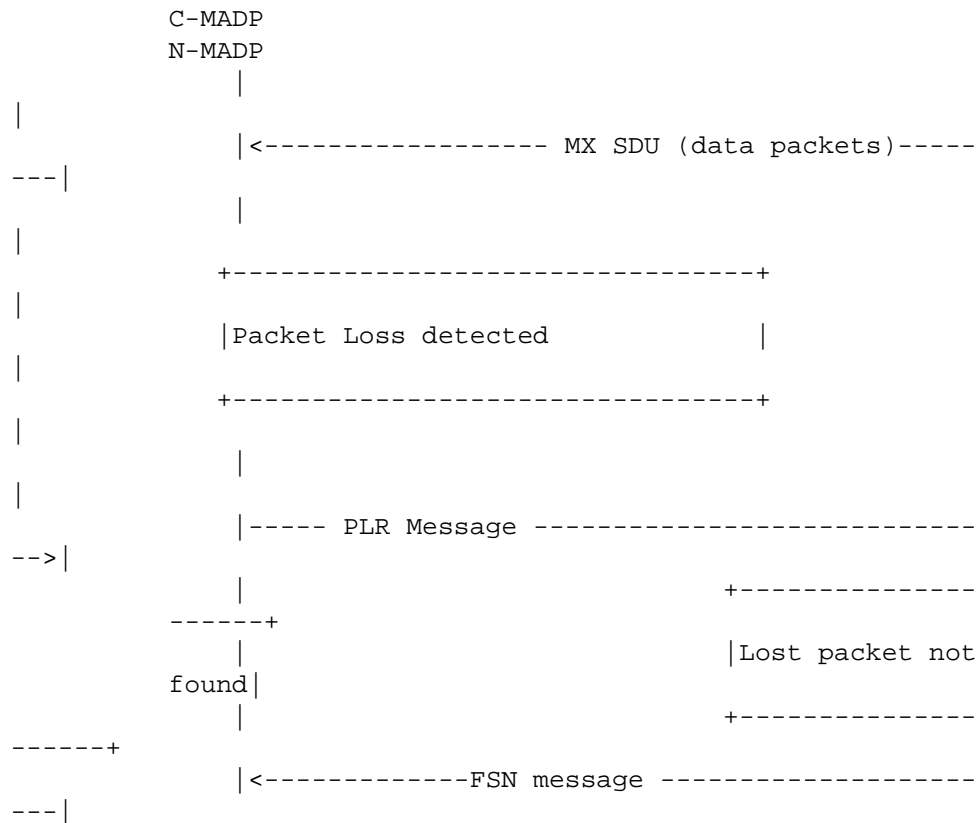 C-MADP
N-MADP
|
|
|<------------------ MX SDU (data packets)-----
---|
|
|
+---------------------------------+
|
|Packet Loss detected |
|
+---------------------------------+
|
|
|
|----- PLR Message ----------------------------
-->|
| +---------------
------+
| |Lost packet not
found|
| +---------------
------+
|<-------------FSN message --------------------
---|